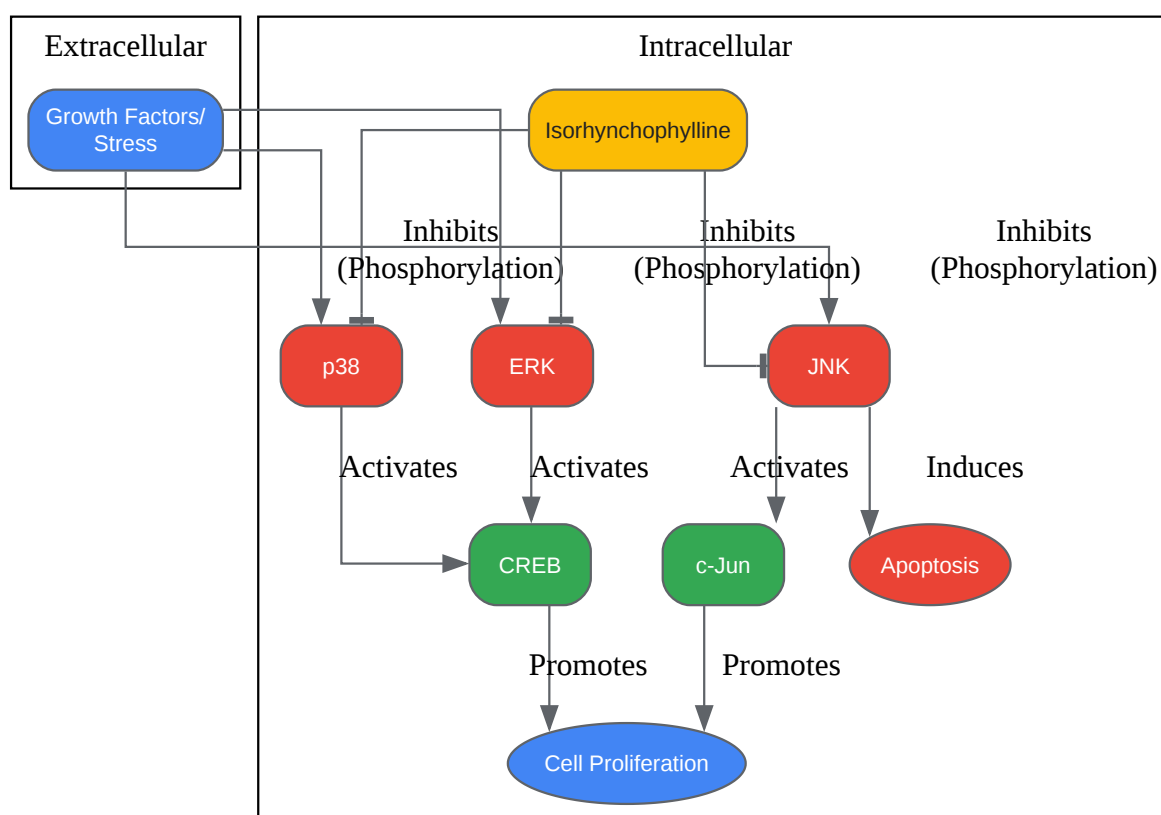 Extracellular
Intracellular
Growth Factors/
Stress
Isorhynchophylline
Inhibits
(Phosphorylation)
Inhibits
(Phosphorylation)
Inhibits
(Phosphorylation)
p38
ERK
JNK
Activates
Activates
Activates
Induces
CREB
c-Jun
Apoptosis
Promotes
Promotes
Cell Proliferation